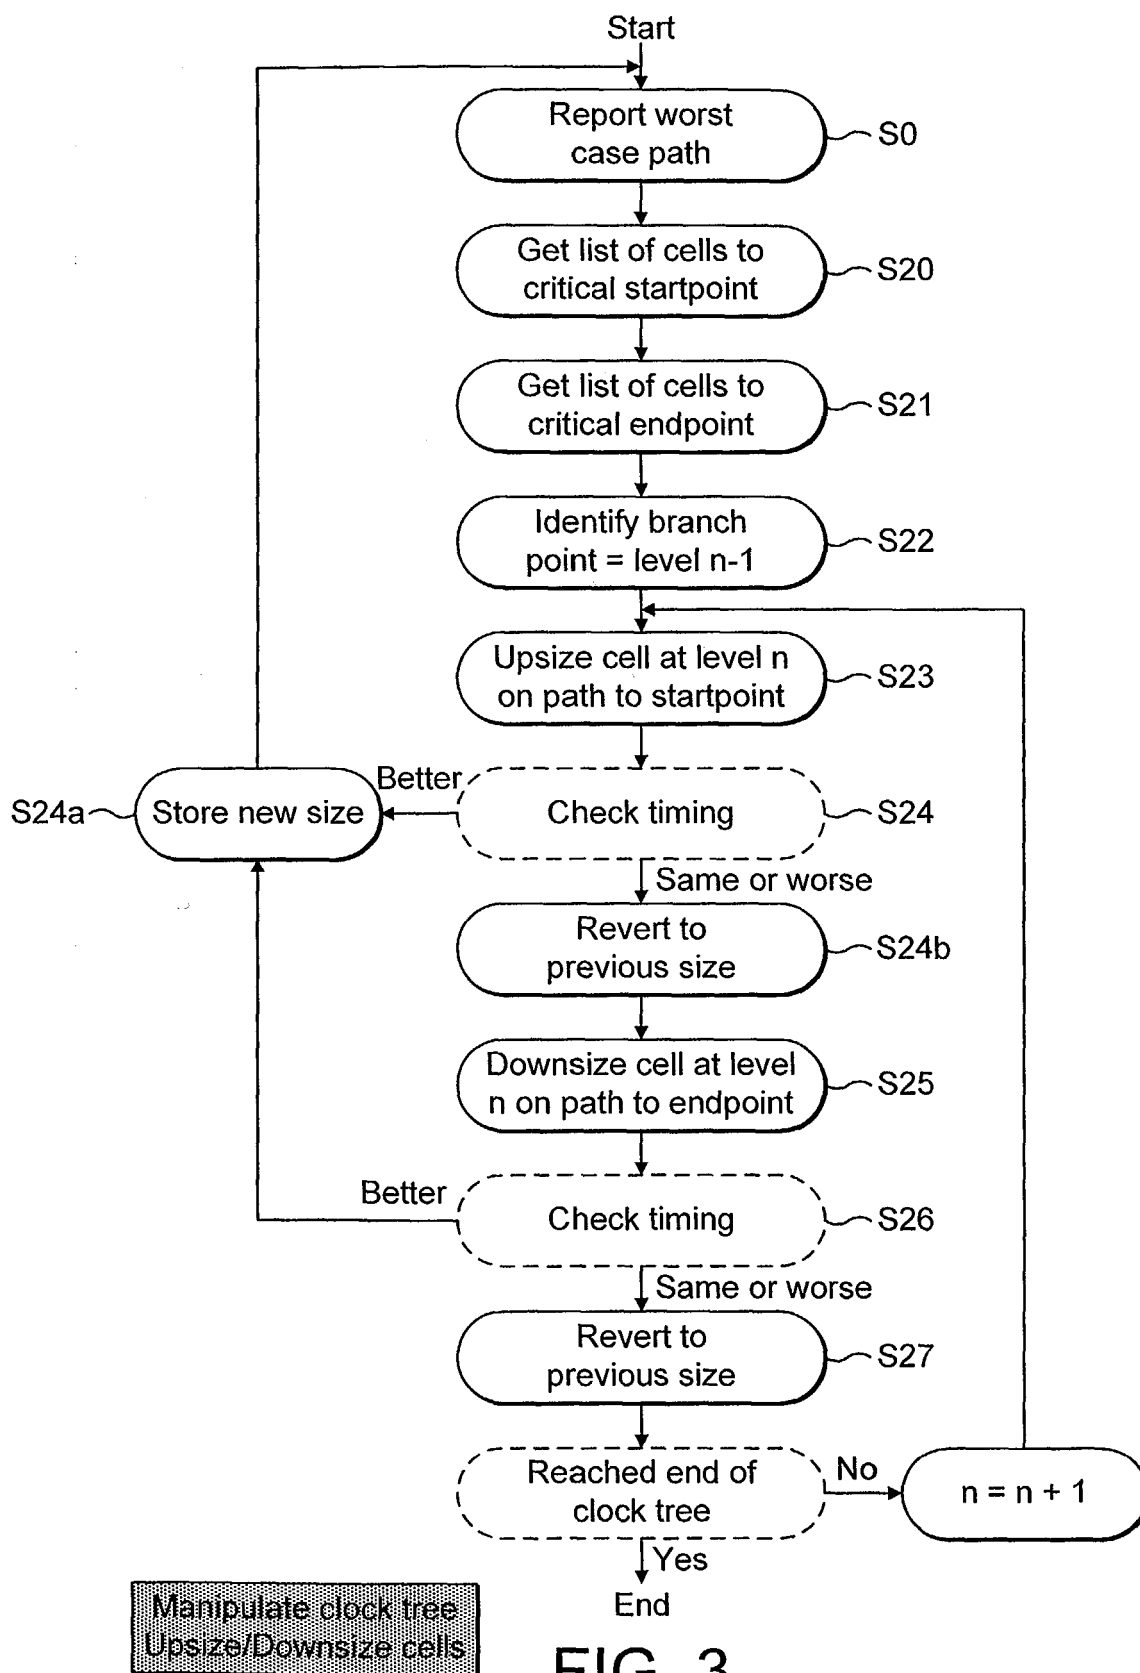 Start
Report worst
case path
S0
Get list of cells to
critical startpoint
S20
Get list of cells to
critical endpoint
S21
Identify branch
point = level n-1
S22
Upsize cell at level n
on path to startpoint
S23
Better
S24a
Store new size
Check timing
S24
Same or worse
Revert to
previous size
S24b
Downsize cell at level
n on path to endpoint
S25
Better
Check timing
S26
Same or worse
Revert to
previous size
S27
Reached end of
clock tree
No
n = n + 1
Yes
End
Manipulate clock tree
Upsize/Downsize cells
FIG. 3